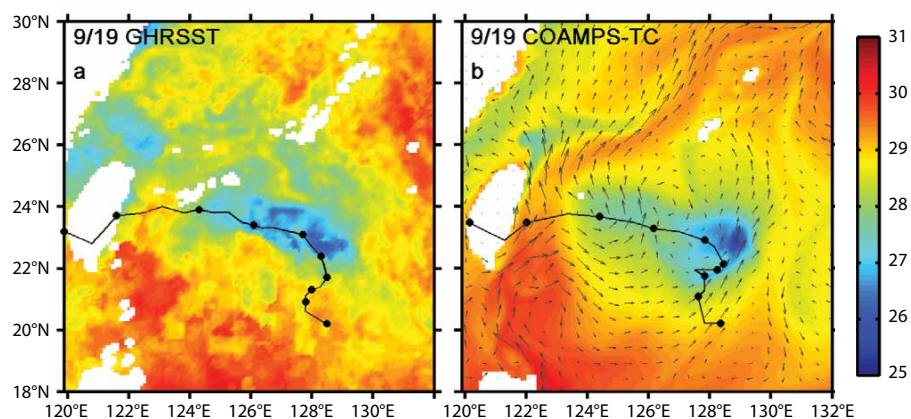 9/19 GHRSST
a
30°N
28°N
26°N
24°N
22°N
20°N
18°N
120°E 122°E 124°E 126°E 128°E 130°E
9/19 COAMPS-TC
b
120°E 122°E 124°E 126°E 128°E 130°E 132°E
31
30
29
28
27
26
25